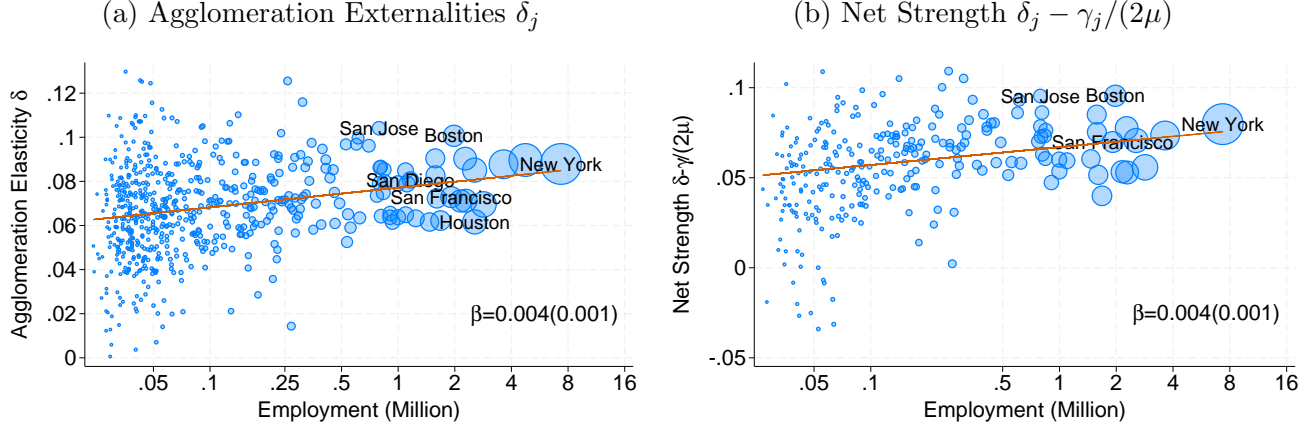 (a) Agglomeration Externalities δj
Agglomeration Elasticity δ
.12
.1
.08
.06
.04
.02
0
San Jose
Boston
New York
San Diego
San Francisco
Houston
β=0.004(0.001)
.05 .1 .25 .5 1 2 4 8 16
Employment (Million)
(b) Net Strength δj − γj/(2μ)
Net Strength δ-γ/(2μ)
.1
.05
0
-.05
San Jose
Boston
New York
San Francisco
β=0.004(0.001)
.05 .1 .5 1 2 4 8 16
Employment (Million)